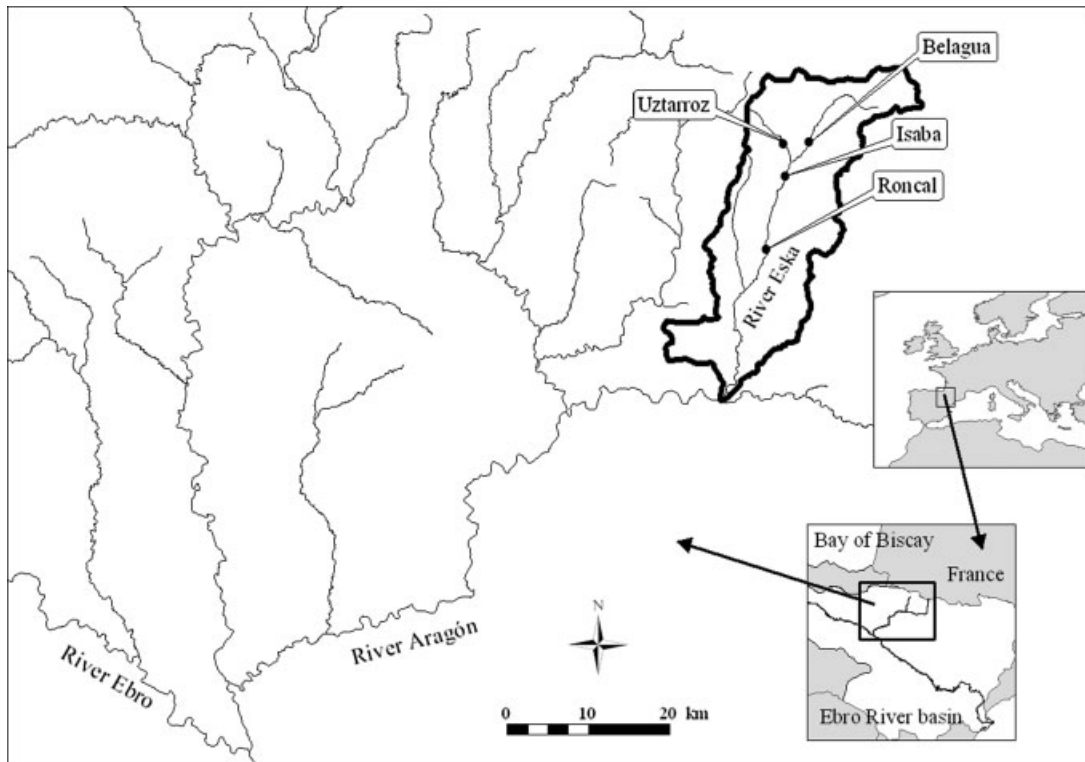 Belagua
Uztarroz
Isaba
Roncal
River Eska
Bay of Biscay
France
River Aragón
River Ebro
N
0 10 20 km
Ebro River basin